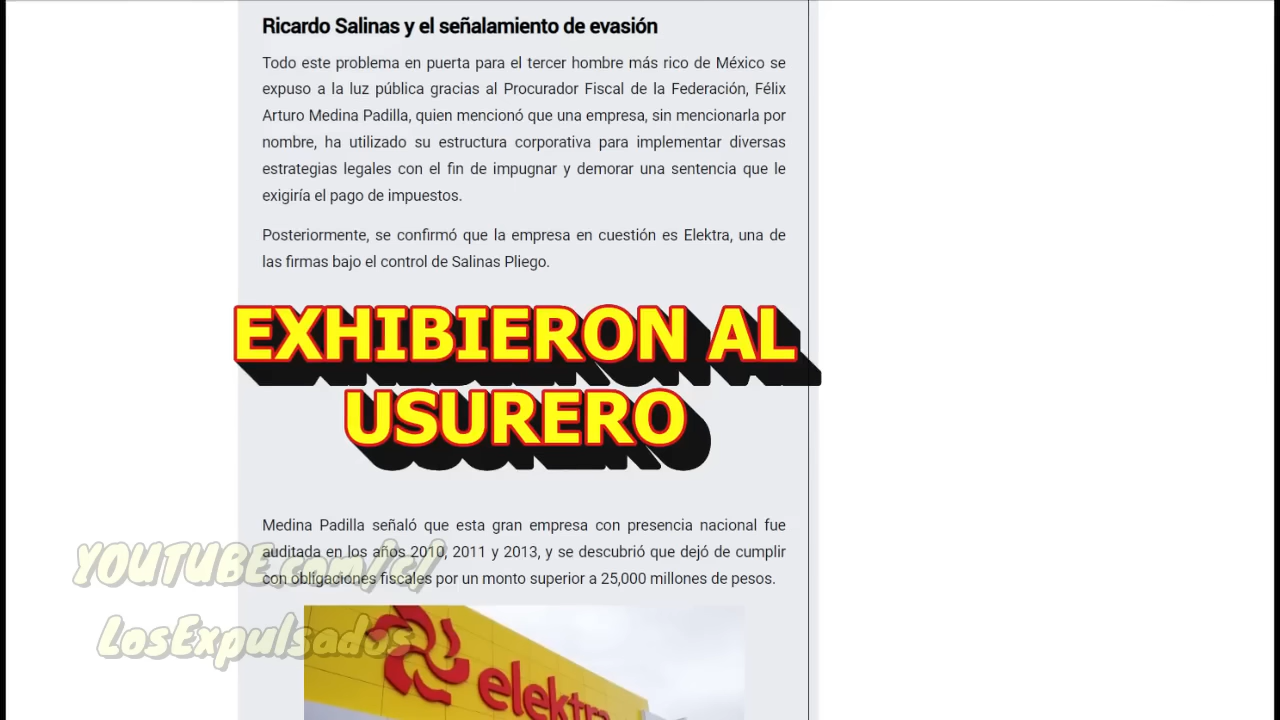 Ricardo Salinas y el señalamiento de evasión
Todo este problema en puerta para el tercer hombre más rico de México se
expuso a la luz pública gracias al Procurador Fiscal de la Federación, Félix
Arturo Medina Padilla, quien mencionó que una empresa, sin mencionarla por
nombre, ha utilizado su estructura corporativa para implementar diversas
estrategias legales con el fin de impugnar y demorar una sentencia que le
exigiría el pago de impuestos.
Posteriormente, se confirmó que la empresa en cuestión es Elektra, una de
las firmas bajo el control de Salinas Pliego.
EXHIBIERON AL
USURERO
Medina Padilla señaló que esta gran empresa con presencia nacional fue
auditada en los años 2010, 2011 y 2013, y se descubrió que dejó de cumplir
con obligaciones fiscales por un monto superior a 25,000 millones de pesos.
YOUTUBE.com/c/
LosExpulsados
elektra